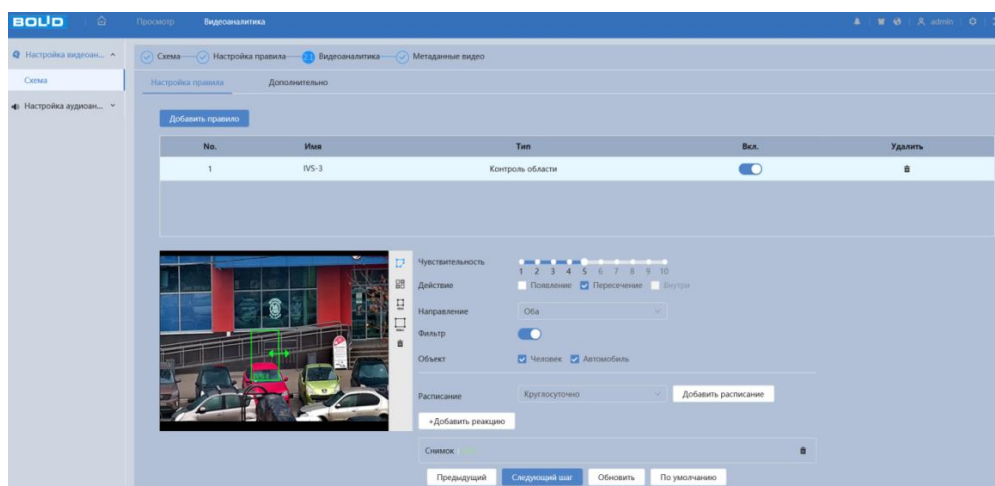 BOLID Просмотр Видеоаналитика admin
Настройка видеоан...
Схема Настройка правила Видеоаналитика Метаданные видео
Схема
Настройка правила Дополнительно
Настройка аудиоан...
Добавить правило
No. Имя Тип Вкл. Удалить
1 IVS-3 Контроль области
Чувствительность
1 2 3 4 5 6 7 8 9 10
Действие Появление Пересечение Внутри
Направление Оба
Фильтр
Объект Человек Автомобиль
Расписание Круглосуточно Добавить расписание
+Добавить реакцию
Снимок
Предыдущий Следующий шаг Обновить По умолчанию